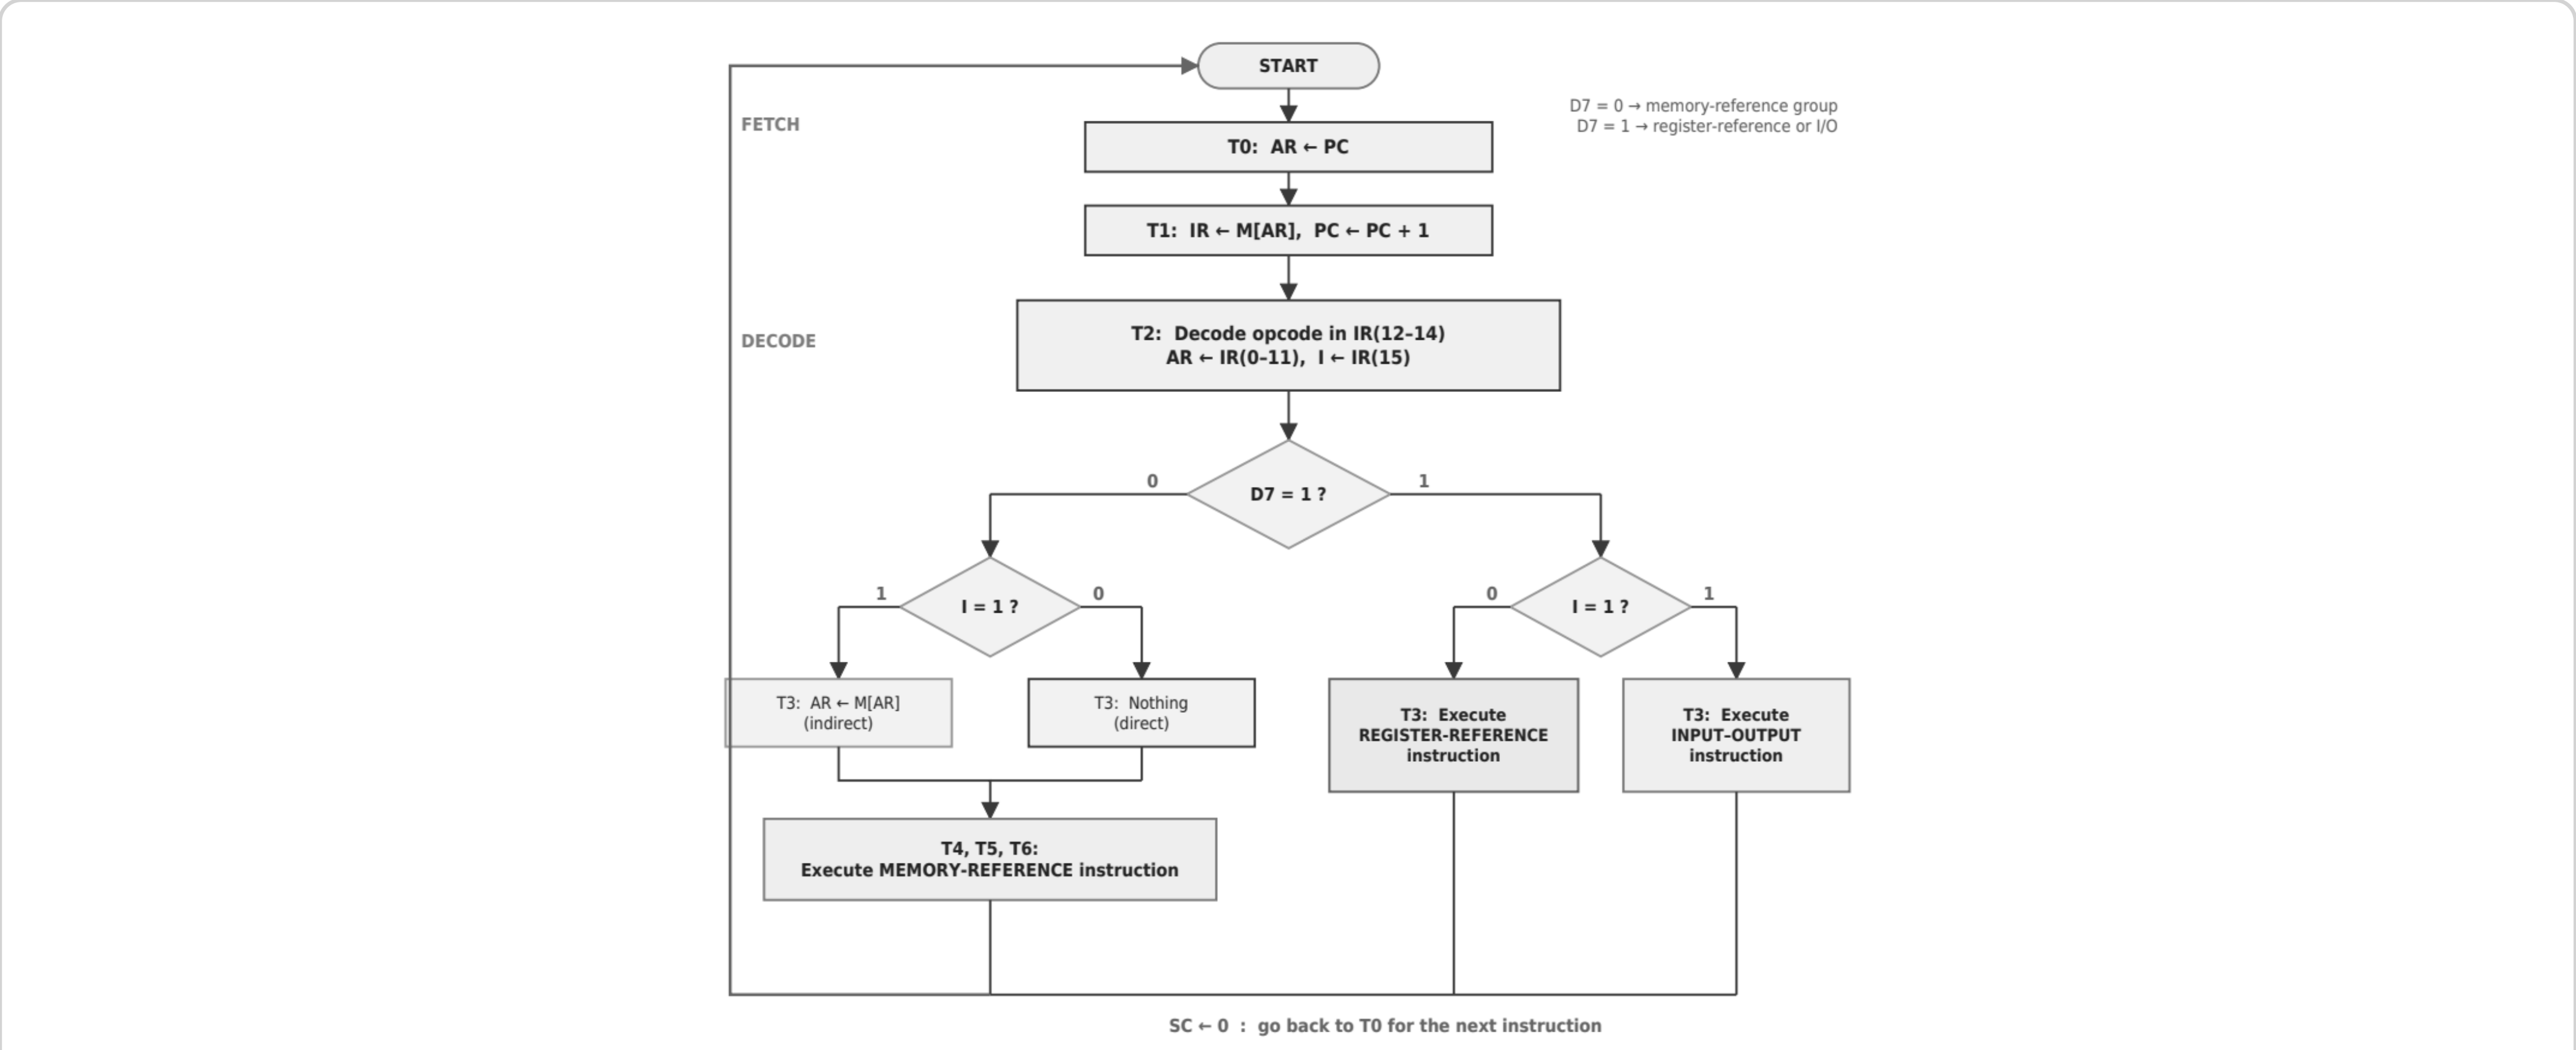 START
D7 = 0 → memory-reference group
D7 = 1 → register-reference or I/O
FETCH
T0: AR ← PC
T1: IR ← M[AR], PC ← PC + 1
DECODE
T2: Decode opcode in IR(12–14)
AR ← IR(0–11), I ← IR(15)
0
D7 = 1 ?
1
1
I = 1 ?
0
0
I = 1 ?
1
T3: AR ← M[AR]
(indirect)
T3: Nothing
(direct)
T3: Execute
REGISTER-REFERENCE
instruction
T3: Execute
INPUT–OUTPUT
instruction
T4, T5, T6:
Execute MEMORY-REFERENCE instruction
SC ← 0 : go back to T0 for the next instruction